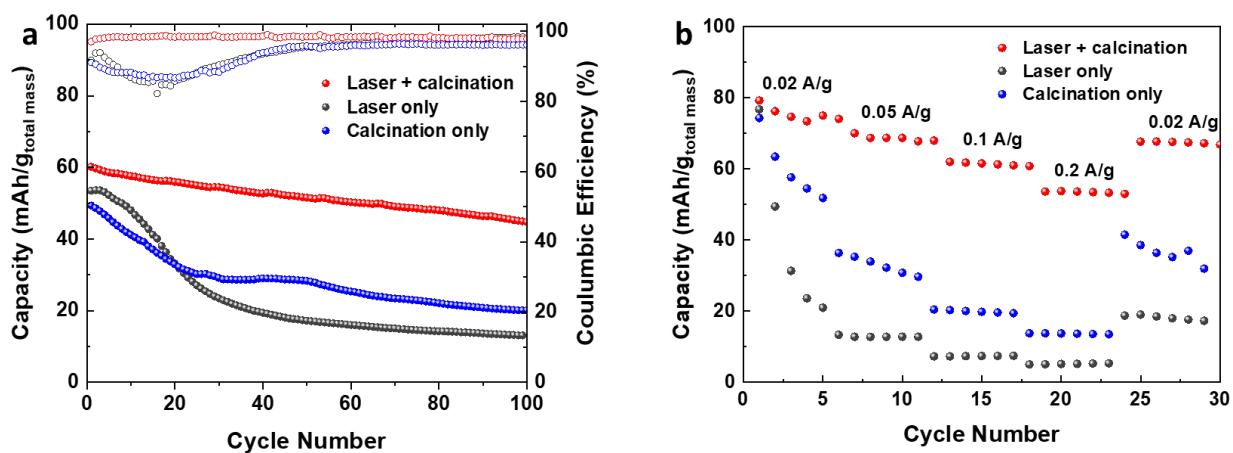 a
Capacity (mAh/g total mass)
100
80
60
40
20
0
0
20
40
60
80
100
Cycle Number
100
80
60
40
20
0
Coulumbic Efficiency (%)
Laser + calcination
Laser only
Calcination only
b
Capacity (mAh/g total mass)
100
80
60
40
20
0
0
5
10
15
20
25
30
Cycle Number
Laser + calcination
Laser only
Calcination only
0.02 A/g
0.05 A/g
0.1 A/g
0.2 A/g
0.02 A/g